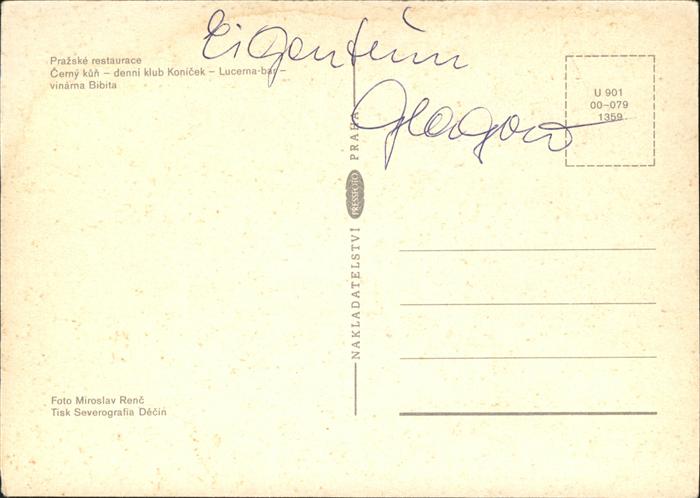 Eigentum
Glogow
Pražské restaurace
Černý kůň – denní klub Koníček – Lucerna-bar –
vinárna Bibita
U 901
00–079
1359
NAKLADATELSTVÍ PRESSFOTO PRAHA
Foto Miroslav Renč
Tisk Severografia Děčín